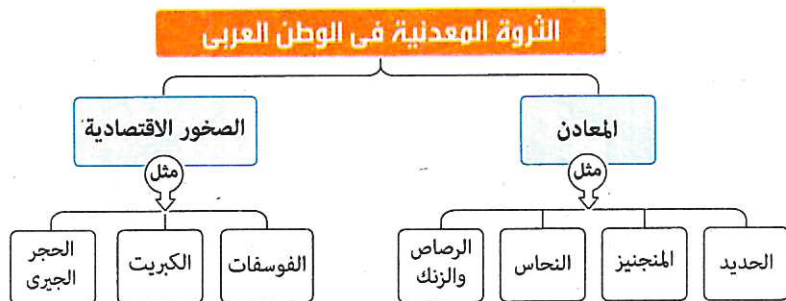 الثروة المعدنية فى الوطن العربى
المعادن
الصخور الاقتصادية
مثل
مثل
الحديد
المنجنيز
النحاس
الرصاص
والزنك
الفوسفات
الكبريت
الحجر
الجيرى